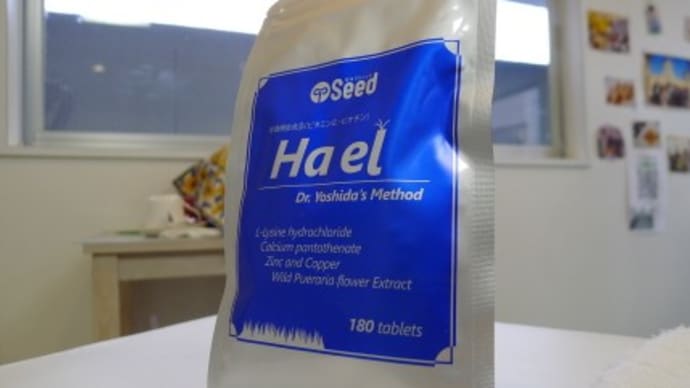 Seed
Ha el
Dr. Yoshida's Method
L-Lysine hydrochloride
Calcium pantothenate
Zinc and Copper
Wild Pueraria flower Extract
180 tablets